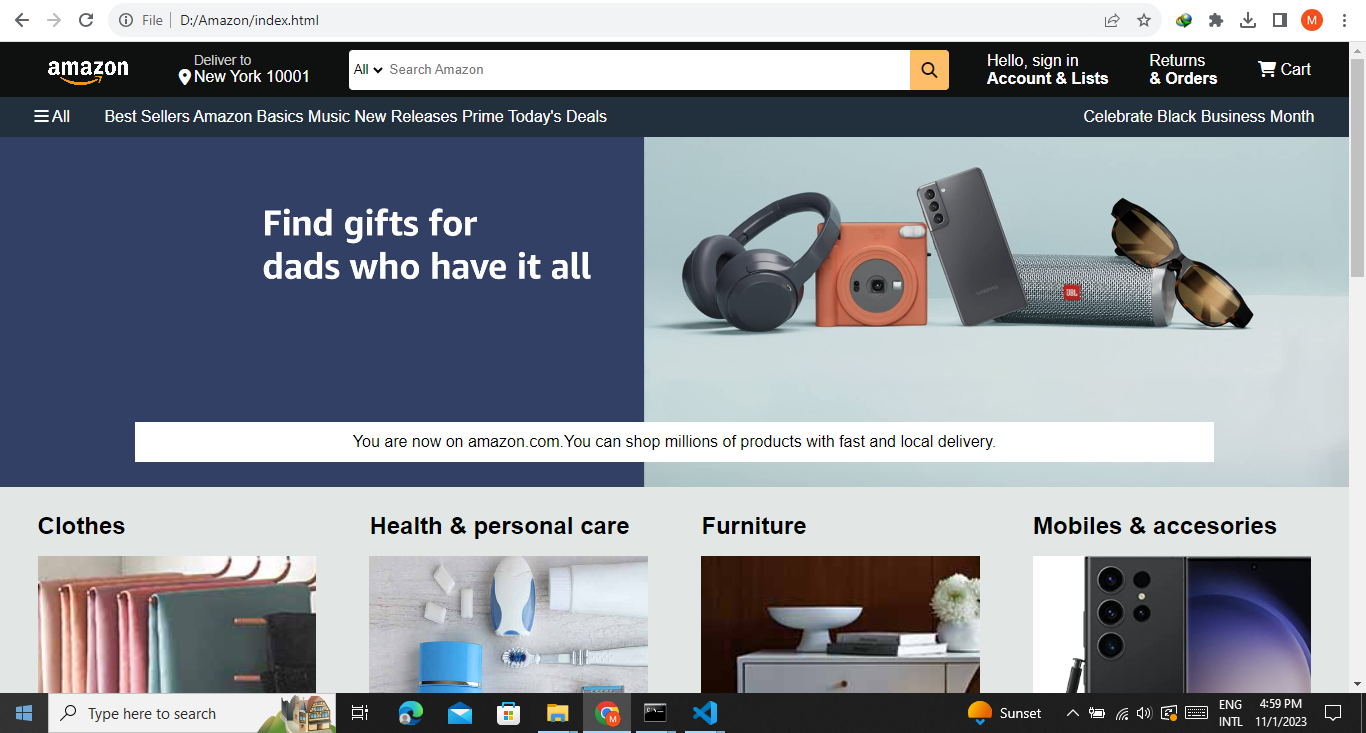 File D:/Amazon/index.html M
amazon
Deliver to
New York 10001
All Search Amazon
Hello, sign in
Account & Lists
Returns
& Orders
Cart
All Best Sellers Amazon Basics Music New Releases Prime Today's Deals Celebrate Black Business Month
Find gifts for
dads who have it all
JBL
You are now on amazon.com.You can shop millions of products with fast and local delivery.
Clothes Health & personal care Furniture Mobiles & accesories
Type here to search
M
Sunset
ENG
INTL
4:59 PM
11/1/2023